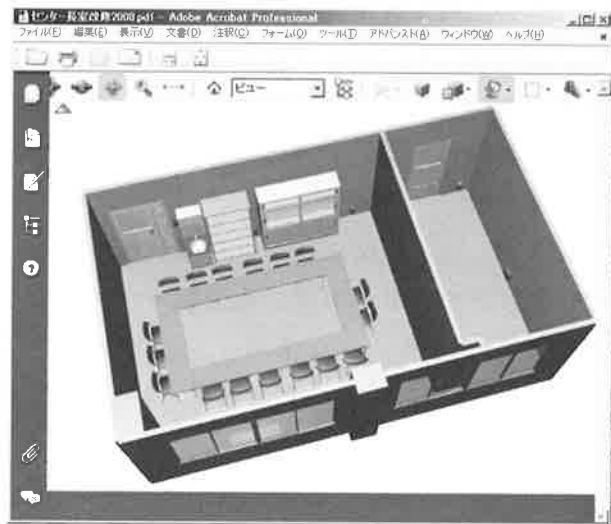 センター長室改修2008.pdf - Adobe Acrobat Professional
ファイル(F) 編集(E) 表示(V) 文書(D) 注釈(C) フォーム(O) ツール(T) アドバンスト(A) ウィンドウ(W) ヘルプ(H)
ビュー